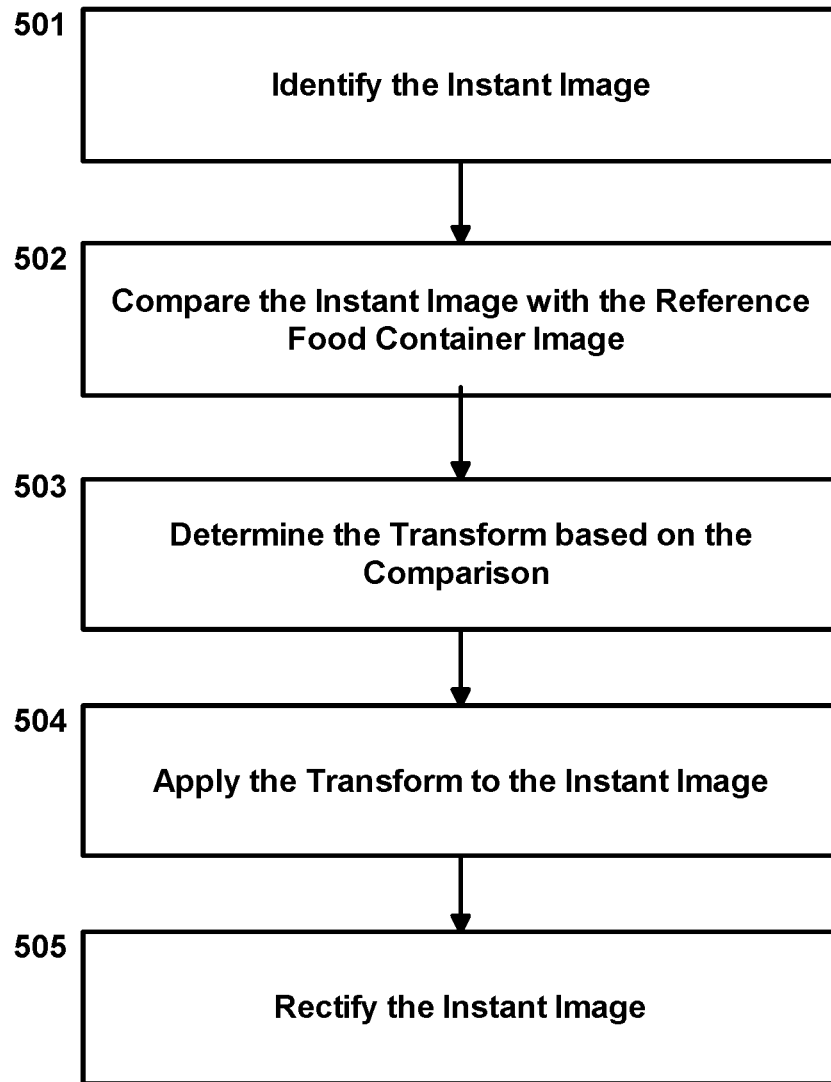 501
Identify the Instant Image
502
Compare the Instant Image with the Reference
Food Container Image
503
Determine the Transform based on the
Comparison
504
Apply the Transform to the Instant Image
505
Rectify the Instant Image